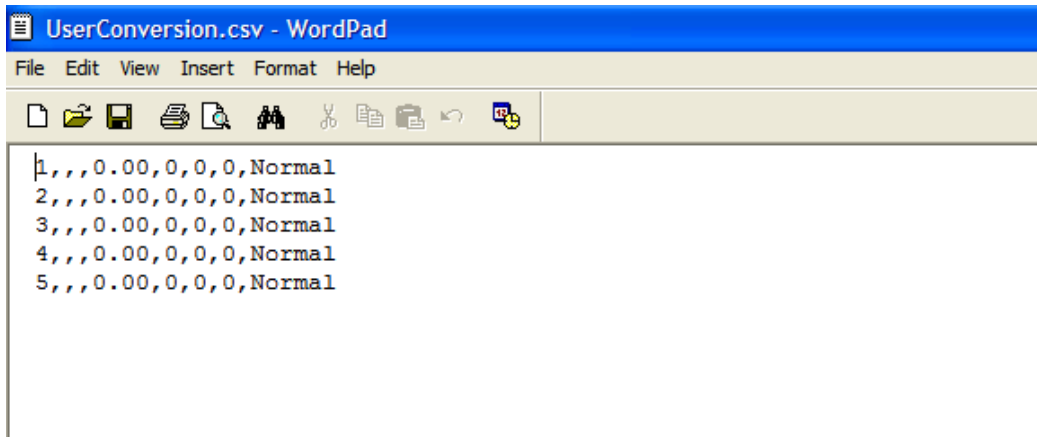 UserConversion.csv - WordPad
File Edit View Insert Format Help
1,,,0.00,0,0,0,Normal
2,,,0.00,0,0,0,Normal
3,,,0.00,0,0,0,Normal
4,,,0.00,0,0,0,Normal
5,,,0.00,0,0,0,Normal